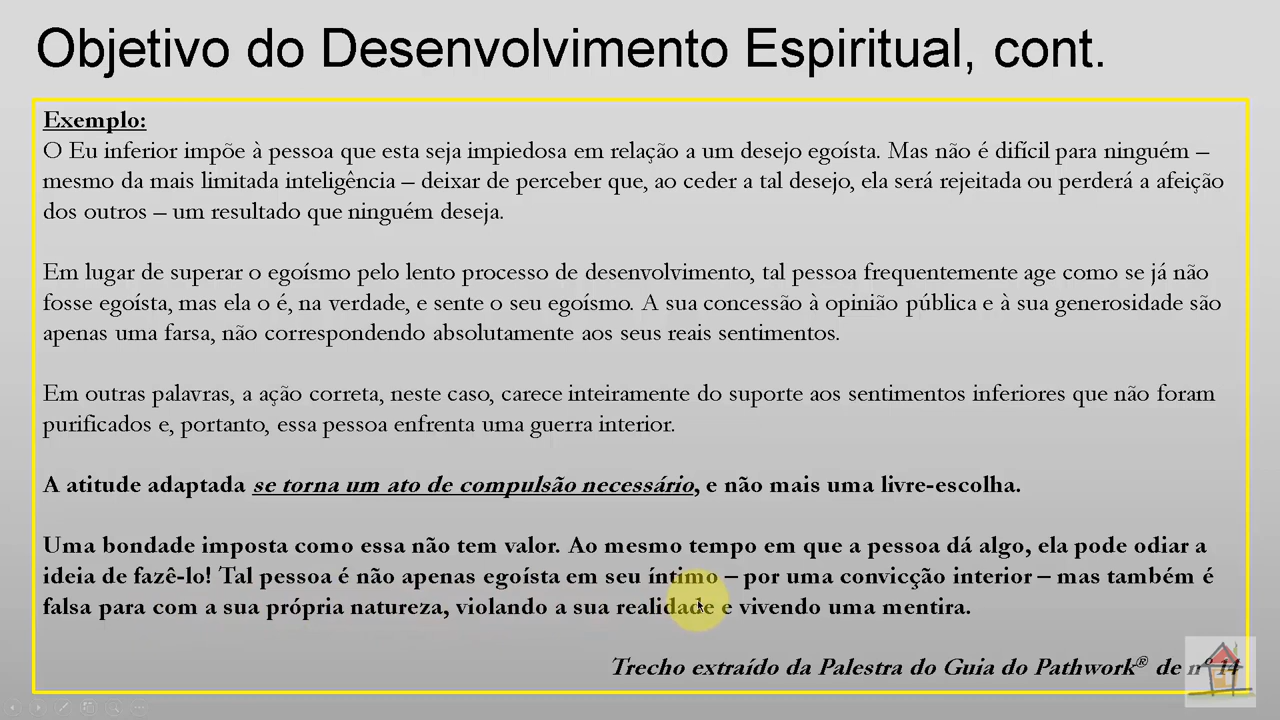 Objetivo do Desenvolvimento Espiritual, cont.
Exemplo:
O Eu inferior impõe à pessoa que esta seja impiedosa em relação a um desejo egoísta. Mas não é difícil para ninguém –
mesmo da mais limitada inteligência – deixar de perceber que, ao ceder a tal desejo, ela será rejeitada ou perderá a afeição
dos outros – um resultado que ninguém deseja.
Em lugar de superar o egoísmo pelo lento processo de desenvolvimento, tal pessoa frequentemente age como se já não
fosse egoísta, mas ela o é, na verdade, e sente o seu egoísmo. A sua concessão à opinião pública e à sua generosidade são
apenas uma farsa, não correspondendo absolutamente aos seus reais sentimentos.
Em outras palavras, a ação correta, neste caso, carece inteiramente do suporte aos sentimentos inferiores que não foram
purificados e, portanto, essa pessoa enfrenta uma guerra interior.
A atitude adaptada se torna um ato de compulsão necessário, e não mais uma livre-escolha.
Uma bondade imposta como essa não tem valor. Ao mesmo tempo em que a pessoa dá algo, ela pode odiar a
ideia de fazê-lo! Tal pessoa é não apenas egoísta em seu íntimo – por uma convicção interior – mas também é
falsa para com a sua própria natureza, violando a sua realidade e vivendo uma mentira.
Trecho extraído da Palestra do Guia do Pathwork® de nº 14